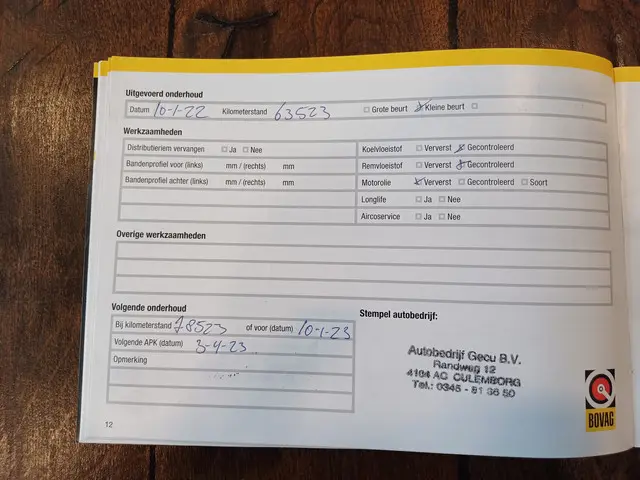 Uitgevoerd onderhoud
Datum 10-1-22 Kilometerstand 63523 Grote beurt Kleine beurt
Werkzaamheden
Distributieriem vervangen Ja Nee
Bandenprofiel voor (links) mm / (rechts) mm
Bandenprofiel achter (links) mm / (rechts) mm
Koelvloeistof Ververst Gecontroleerd
Remvloeistof Ververst Gecontroleerd
Motorolie Ververst Gecontroleerd Soort
Longlife Ja Nee
Aircoservice Ja Nee
Overige werkzaamheden
Volgende onderhoud
Bij kilometerstand 78523 of voor (datum) 10-1-23
Volgende APK (datum) 3-4-23
Opmerking
Stempel autobedrijf:
Autobedrijf Gecu B.V.
Randweg 12
4104 AC CULEMBORG
Tel.: 0345 - 51 36 50
BOVAG
12